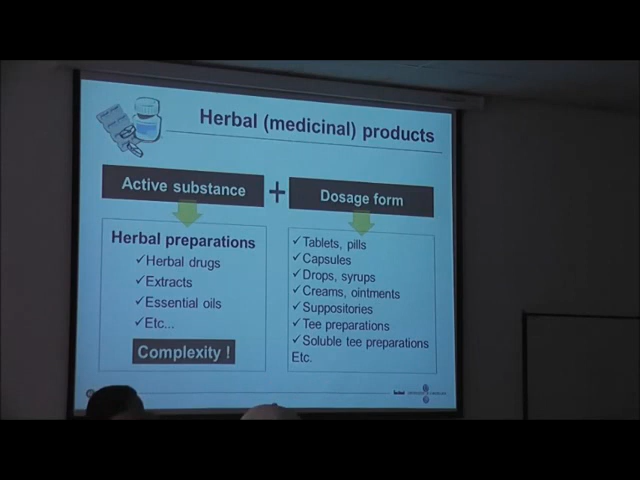 Herbal (medicinal) products
Active substance
+
Dosage form
Herbal preparations
✓Herbal drugs
✓Extracts
✓Essential oils
✓Etc...
Complexity !
✓Tablets, pills
✓Capsules
✓Drops, syrups
✓Creams, ointments
✓Suppositories
✓Tee preparations
✓Soluble tee preparations
Etc.